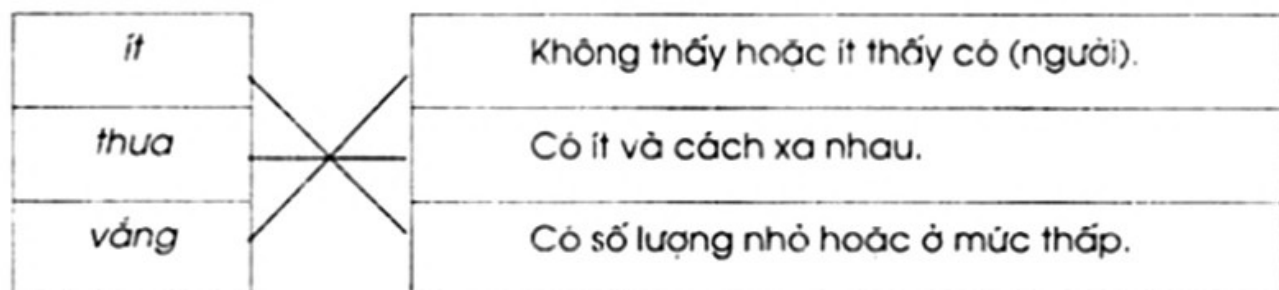 ít
Không thấy hoặc ít thấy có (người).
thưa
Có ít và cách xa nhau.
vắng
Có số lượng nhỏ hoặc ở mức thấp.